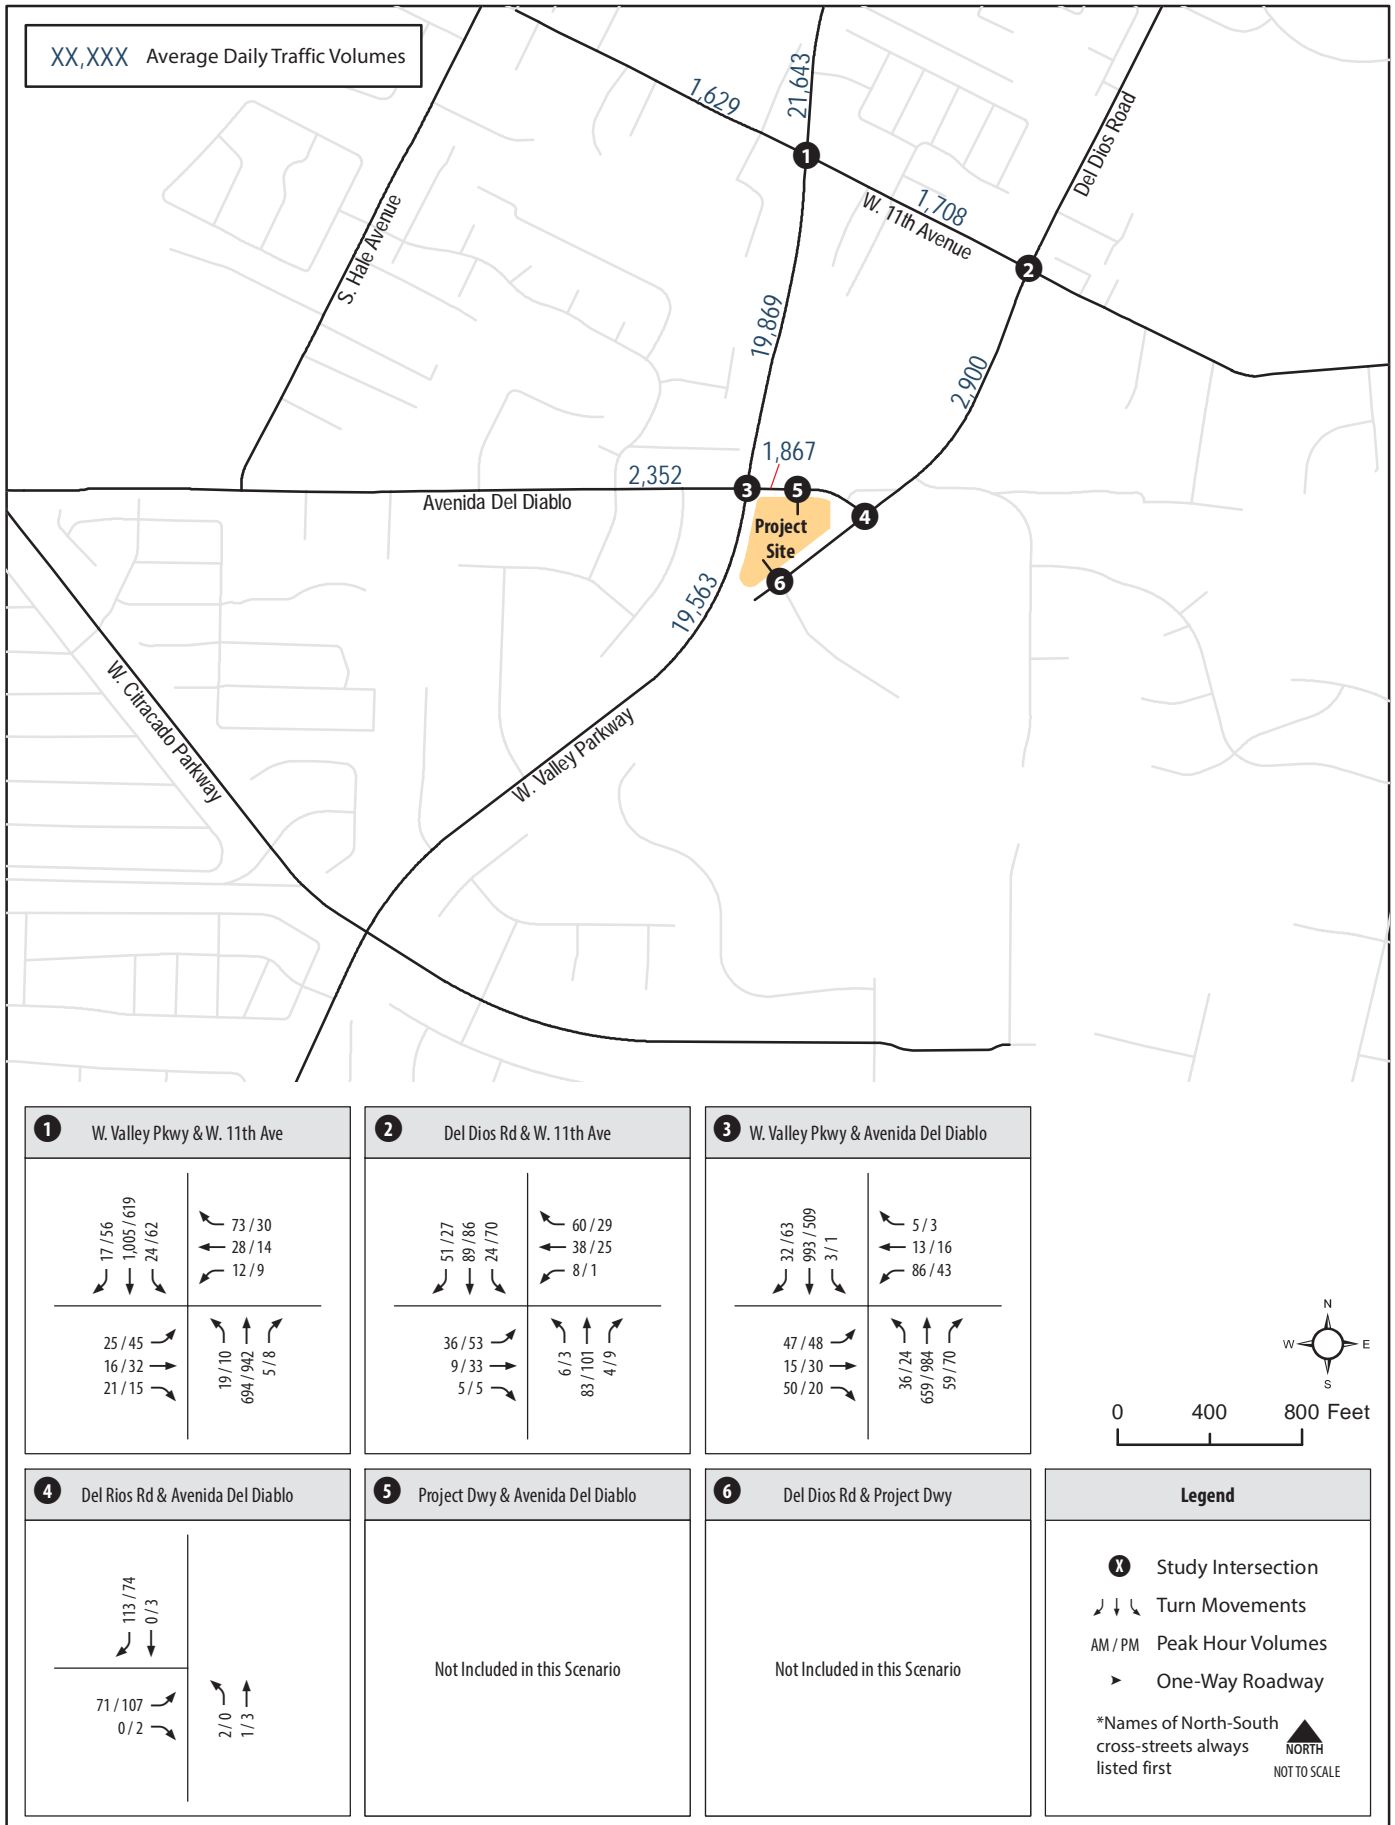 XX,XXX Average Daily Traffic Volumes
1,629
21,643
Del Dios Road
1
1,708
W. 11th Avenue
2
S. Hale Avenue
19,869
2,900
1,867
2,352
3
5
Avenida Del Diablo
4
Project
Site
6
19,563
W. Citracado Parkway
W. Valley Parkway
1 W. Valley Pkwy & W. 11th Ave
17 / 56
1,005 / 619
24 / 62
73 / 30
28 / 14
12 / 9
25 / 45
16 / 32
21 / 15
19 / 10
694 / 942
5 / 8
2 Del Dios Rd & W. 11th Ave
51 / 27
89 / 86
24 / 70
60 / 29
38 / 25
8 / 1
36 / 53
9 / 33
5 / 5
6 / 3
83 / 101
4 / 9
3 W. Valley Pkwy & Avenida Del Diablo
32 / 63
993 / 509
3 / 1
5 / 3
13 / 16
86 / 43
47 / 48
15 / 30
50 / 20
36 / 24
659 / 984
59 / 70
N
W E
S
0 400 800 Feet
4 Del Rios Rd & Avenida Del Diablo
113 / 74
0 / 3
71 / 107
0 / 2
2 / 0
1 / 3
5 Project Dwy & Avenida Del Diablo
Not Included in this Scenario
6 Del Dios Rd & Project Dwy
Not Included in this Scenario
Legend
X Study Intersection
Turn Movements
AM / PM Peak Hour Volumes
One-Way Roadway
*Names of North-South
cross-streets always
listed first
NORTH
NOT TO SCALE